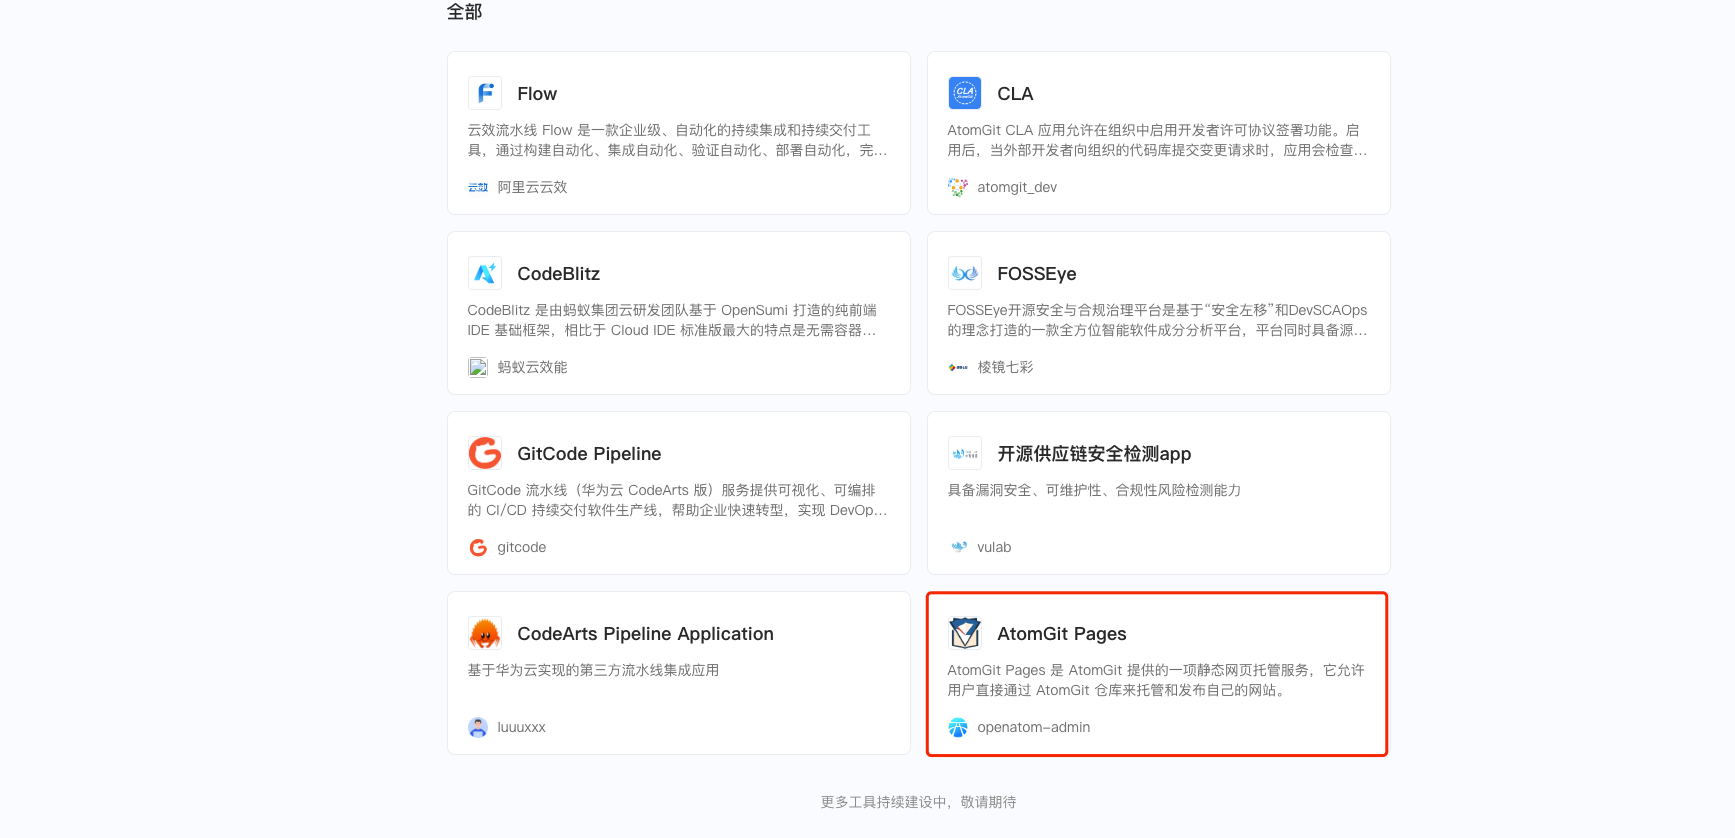 全部
Flow
云效流水线 Flow 是一款企业级、自动化的持续集成和持续交付工
具，通过构建自动化、集成自动化、验证自动化、部署自动化，完...
云效 阿里云云效
CLA
CLA
AtomGit CLA 应用允许在组织中启用开发者许可协议签署功能。启
用后，当外部开发者向组织的代码库提交变更请求时，应用会检查...
atomgit_dev
CodeBlitz
CodeBlitz 是由蚂蚁集团云研发团队基于 OpenSumi 打造的纯前端
IDE 基础框架，相比于 Cloud IDE 标准版最大的特点是无需容器...
蚂蚁云效能
FOSSEye
FOSSEye开源安全与合规治理平台是基于“安全左移”和DevSCAOps
的理念打造的一款全方位智能软件成分分析平台，平台同时具备源...
棱镜七彩
GitCode Pipeline
GitCode 流水线（华为云 CodeArts 版）服务提供可视化、可编排
的 CI/CD 持续交付软件生产线，帮助企业快速转型，实现 DevOp...
gitcode
开源供应链安全检测app
具备漏洞安全、可维护性、合规性风险检测能力
vulab
CodeArts Pipeline Application
基于华为云实现的第三方流水线集成应用
luuuxxx
AtomGit Pages
AtomGit Pages 是 AtomGit 提供的一项静态网页托管服务，它允许
用户直接通过 AtomGit 仓库来托管和发布自己的网站。
openatom-admin
更多工具持续建设中，敬请期待